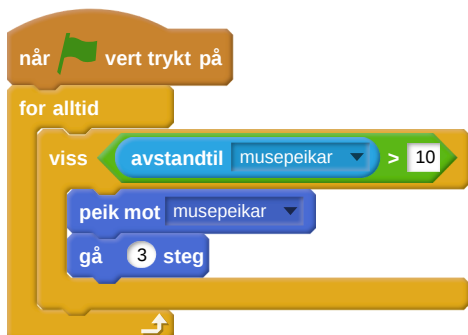 når vert trykt på
for alltid
viss avstandtil musepeikar > 10
peik mot musepeikar
gå 3 steg